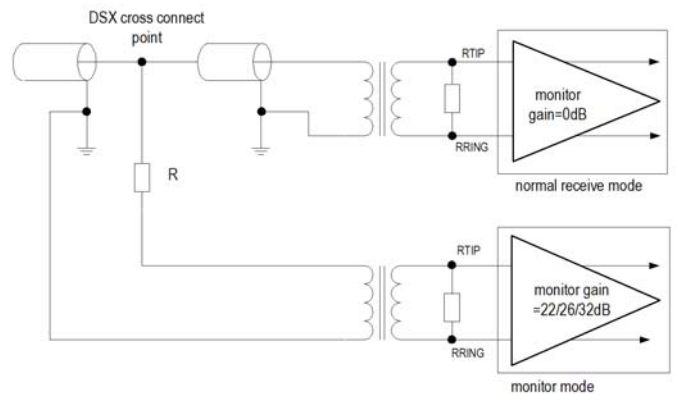 DSX cross connect
point
RTIP
monitor
gain=0dB
RRING
normal receive mode
R
RTIP
monitor gain
=22/26/32dB
RRING
monitor mode